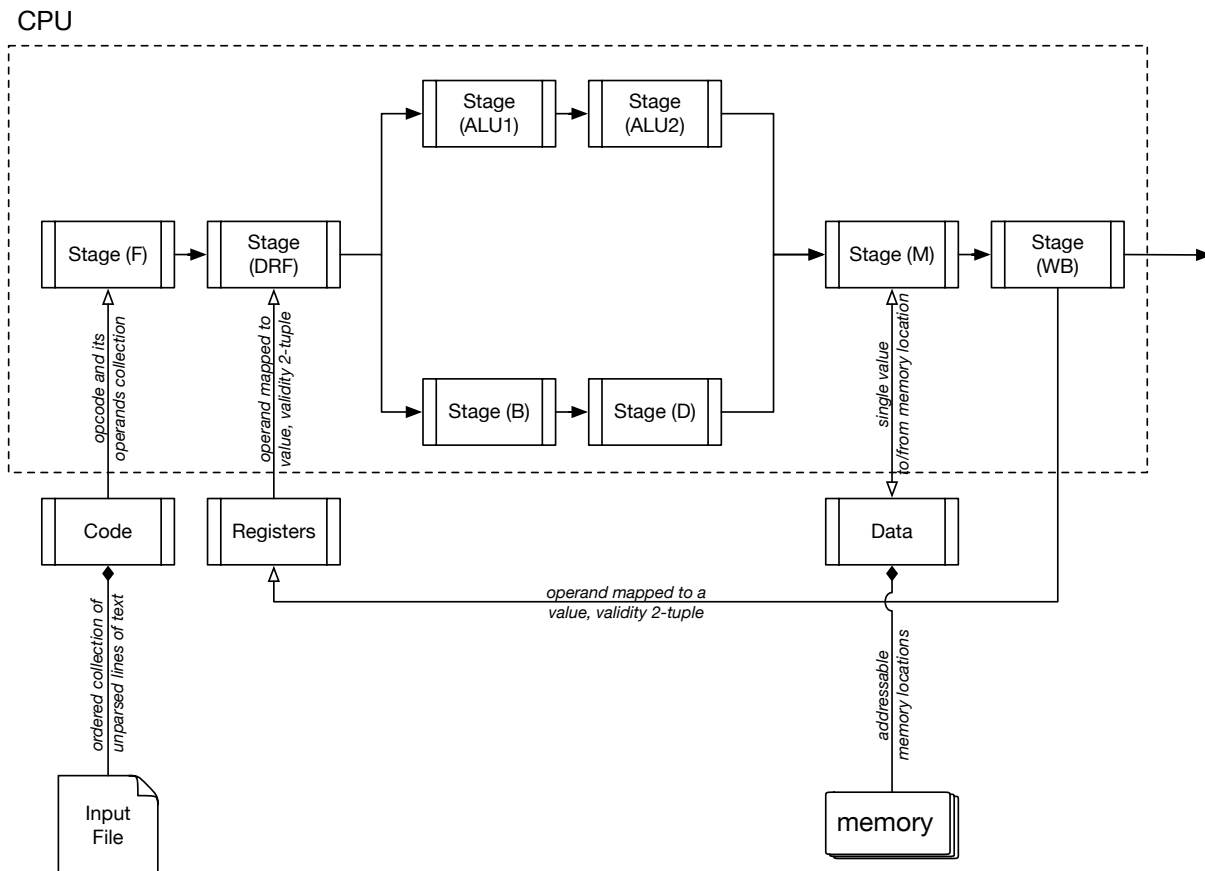 CPU
Stage
(ALU1)
Stage
(ALU2)
Stage (F)
Stage
(DRF)
Stage (M)
Stage
(WB)
Stage (B)
Stage (D)
opcode and its
operands collection
operand mapped to
value, validity 2-tuple
single value
to/from memory location
Code
Registers
Data
operand mapped to a
value, validity 2-tuple
ordered collection of
unparsed lines of text
addressable
memory locations
Input
File
memory